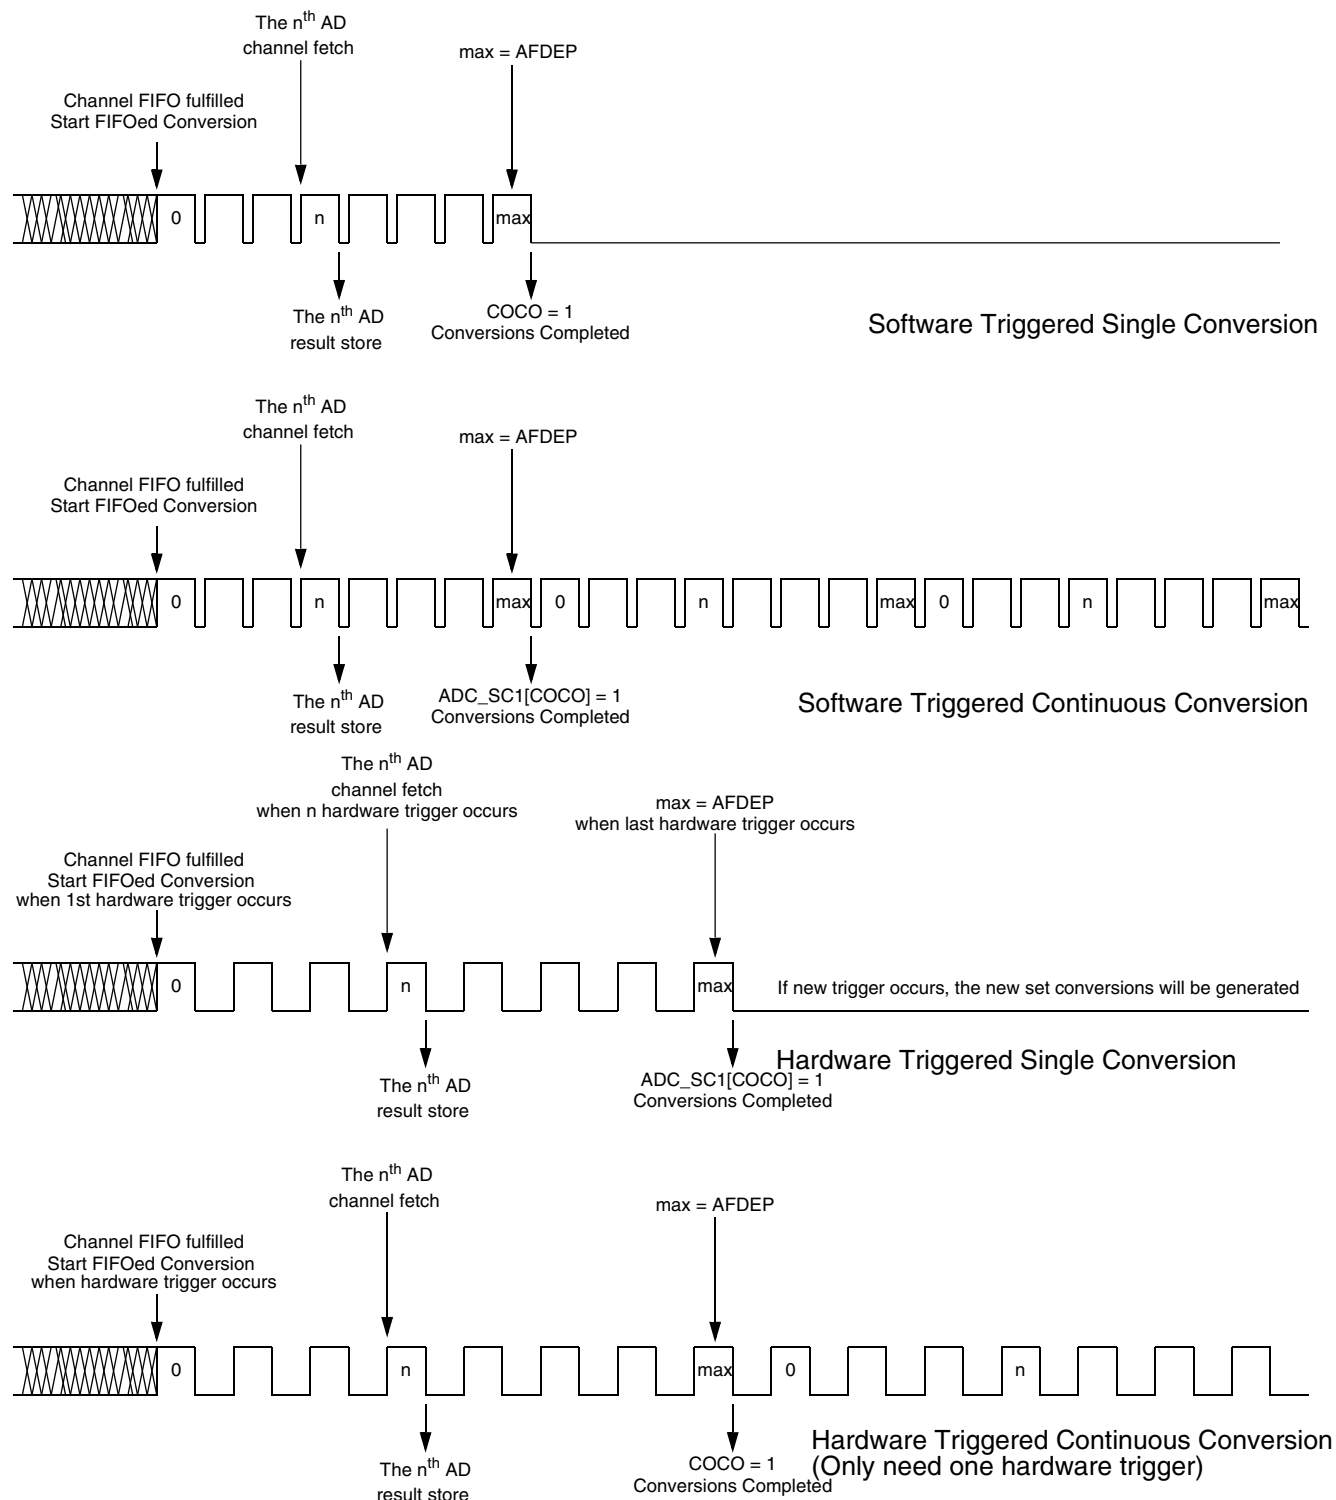 The nth AD
channel fetch
max = AFDEP
Channel FIFO fulfilled
Start FIFOed Conversion
0
n
max
The nth AD
result store
COCO = 1
Conversions Completed
Software Triggered Single Conversion
The nth AD
channel fetch
max = AFDEP
Channel FIFO fulfilled
Start FIFOed Conversion
0
n
max
0
n
max
0
n
max
The nth AD
result store
ADC_SC1[COCO] = 1
Conversions Completed
Software Triggered Continuous Conversion
The nth AD
channel fetch
when n hardware trigger occurs
max = AFDEP
when last hardware trigger occurs
Channel FIFO fulfilled
Start FIFOed Conversion
when 1st hardware trigger occurs
0
n
max
If new trigger occurs, the new set conversions will be generated
The nth AD
result store
ADC_SC1[COCO] = 1
Conversions Completed
Hardware Triggered Single Conversion
The nth AD
channel fetch
max = AFDEP
Channel FIFO fulfilled
Start FIFOed Conversion
when hardware trigger occurs
0
n
max
0
n
The nth AD
result store
COCO = 1
Conversions Completed
Hardware Triggered Continuous Conversion
(Only need one hardware trigger)